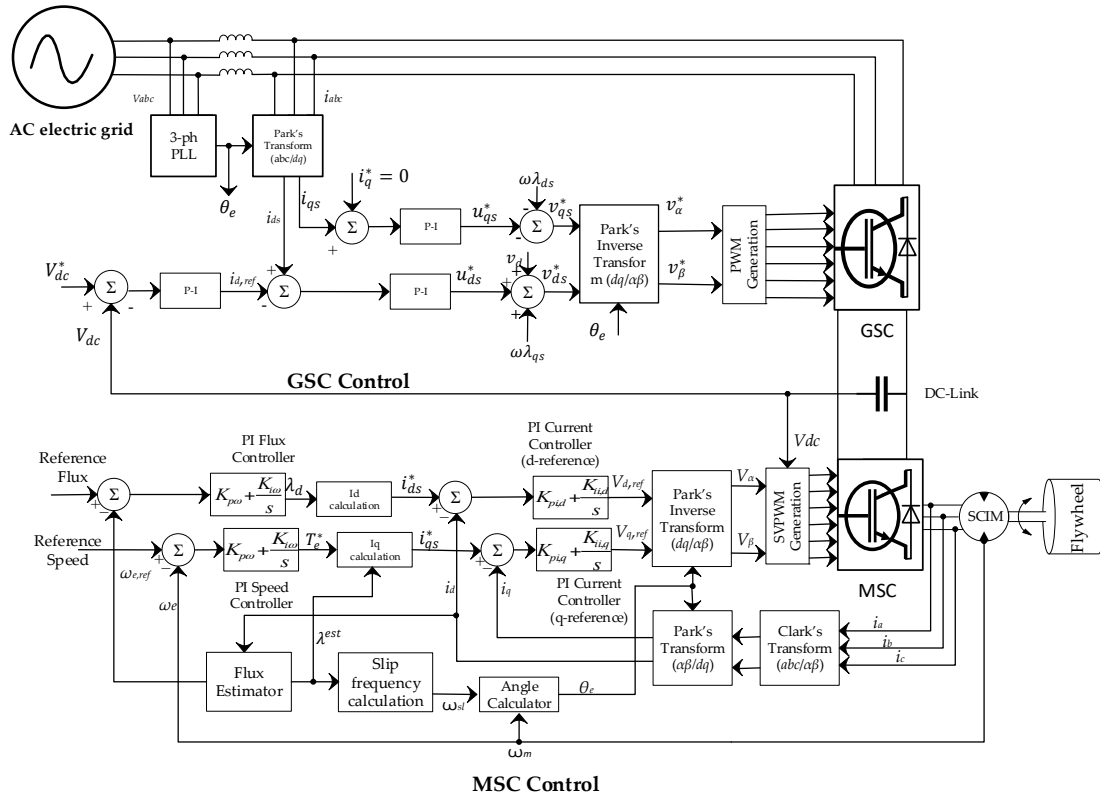 AC electric grid
Vabc
iabc
3-ph
PLL
Park's
Transform
(abc/dq)
θe
ids
iqs
i*q = 0
Σ
+
P-I
u*qs
ωλds
-
-
Σ
v*qs
Park's
Inverse
Transfor
m (dq/αβ)
θe
v*α
v*β
PWM
Generation
GSC
V*dc
+
Σ
-
Vdc
P-I
id,ref
+
-
Σ
P-I
u*ds
vd
+
+
+
Σ
v*ds
ωλqs
GSC Control
DC-Link
Vdc
Reference
Flux
Σ
+
−
PI Flux
Controller
Kpω + Kiω/s
λd
Id
calculation
i*ds
Σ
+
−
PI Current
Controller
(d-reference)
Kpi,d + Kii,d/s
Vd,ref
Park's
Inverse
Transform
(dq/αβ)
Vα
Vβ
SVPWM
Generation
MSC
SCIM
Flywheel
Reference
Speed
ωe,ref
Σ
+
−
ωe
Kpω + Kiω/s
PI Speed
Controller
T*e
Iq
calculation
i*qs
Σ
+
−
Kpi,q + Kii,q/s
Vq,ref
PI Current
Controller
(q-reference)
id
iq
λest
Flux
Estimator
Slip
frequency
calculation
ωsl
Angle
Calculator
θe
Park's
Transform
(αβ/dq)
Clark's
Transform
(abc/αβ)
ia
ib
ic
ωm
MSC Control